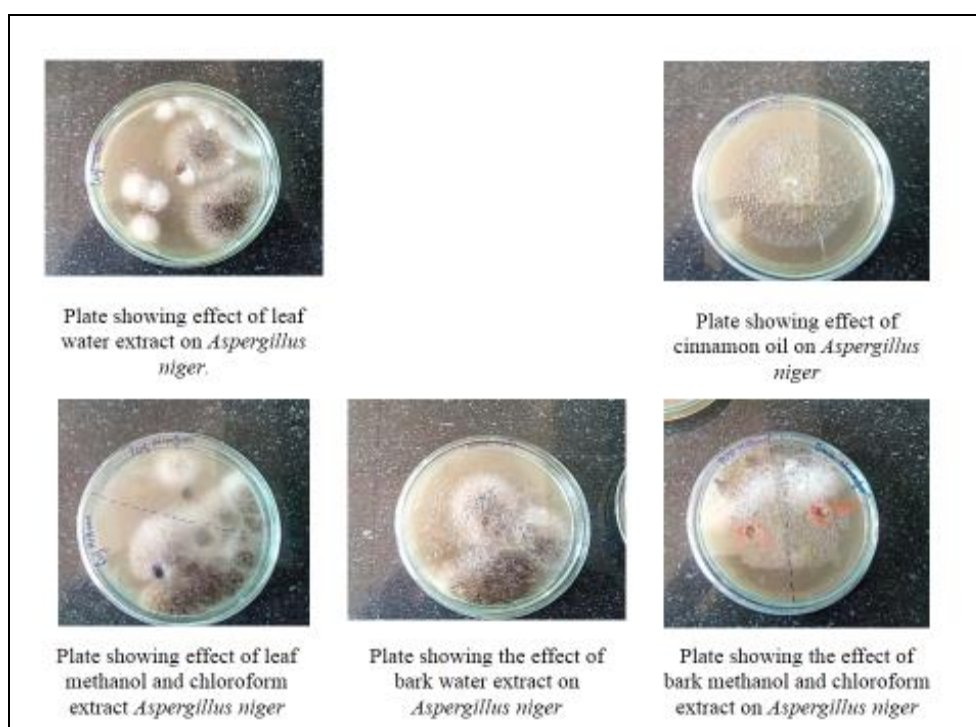 Plate showing effect of leaf
water extract on Aspergillus
niger.
Plate showing effect of
cinnamon oil on Aspergillus
niger
Plate showing effect of leaf
methanol and chloroform
extract Aspergillus niger
Plate showing the effect of
bark water extract on
Aspergillus niger
Plate showing the effect of
bark methanol and chloroform
extract on Aspergillus niger